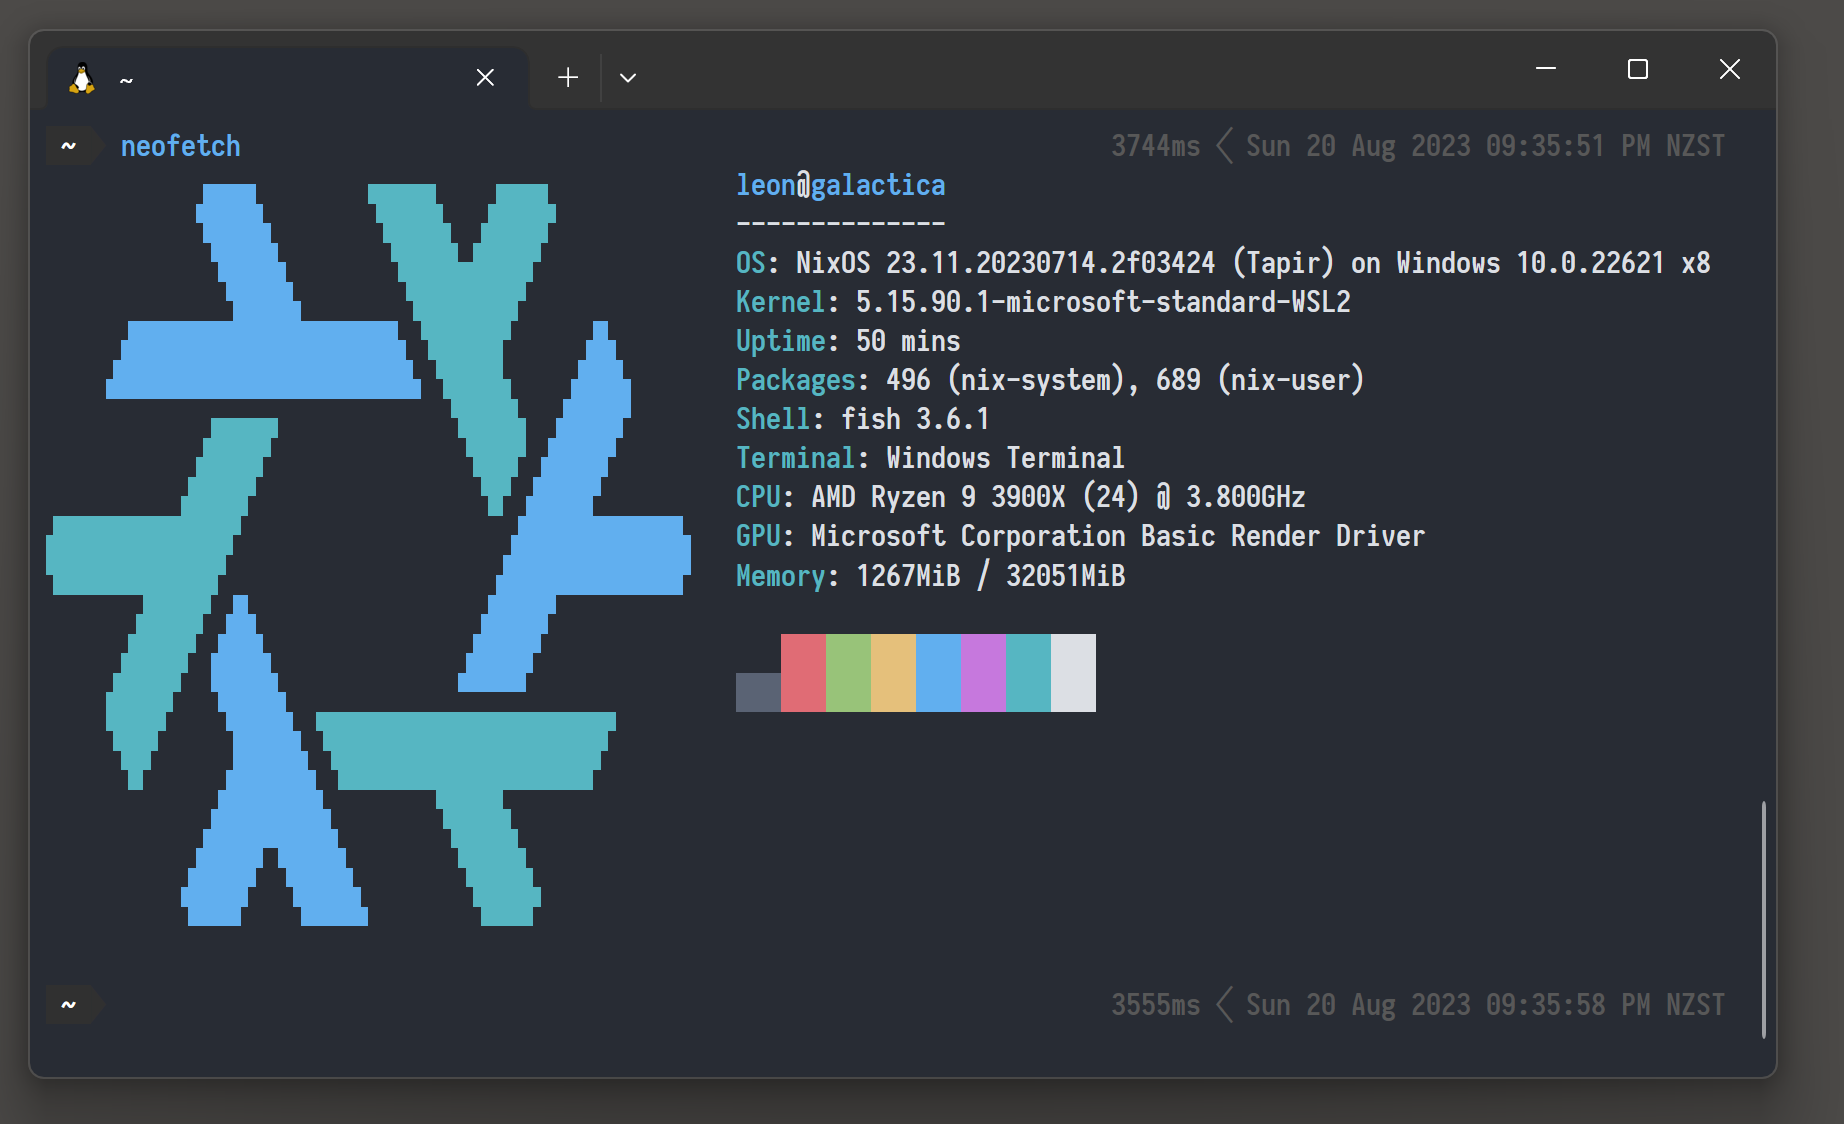 ~
~ neofetch 3744ms Sun 20 Aug 2023 09:35:51 PM NZST
leon@galactica
--------------
OS: NixOS 23.11.20230714.2f03424 (Tapir) on Windows 10.0.22621 x8
Kernel: 5.15.90.1-microsoft-standard-WSL2
Uptime: 50 mins
Packages: 496 (nix-system), 689 (nix-user)
Shell: fish 3.6.1
Terminal: Windows Terminal
CPU: AMD Ryzen 9 3900X (24) @ 3.800GHz
GPU: Microsoft Corporation Basic Render Driver
Memory: 1267MiB / 32051MiB
~ 3555ms Sun 20 Aug 2023 09:35:58 PM NZST